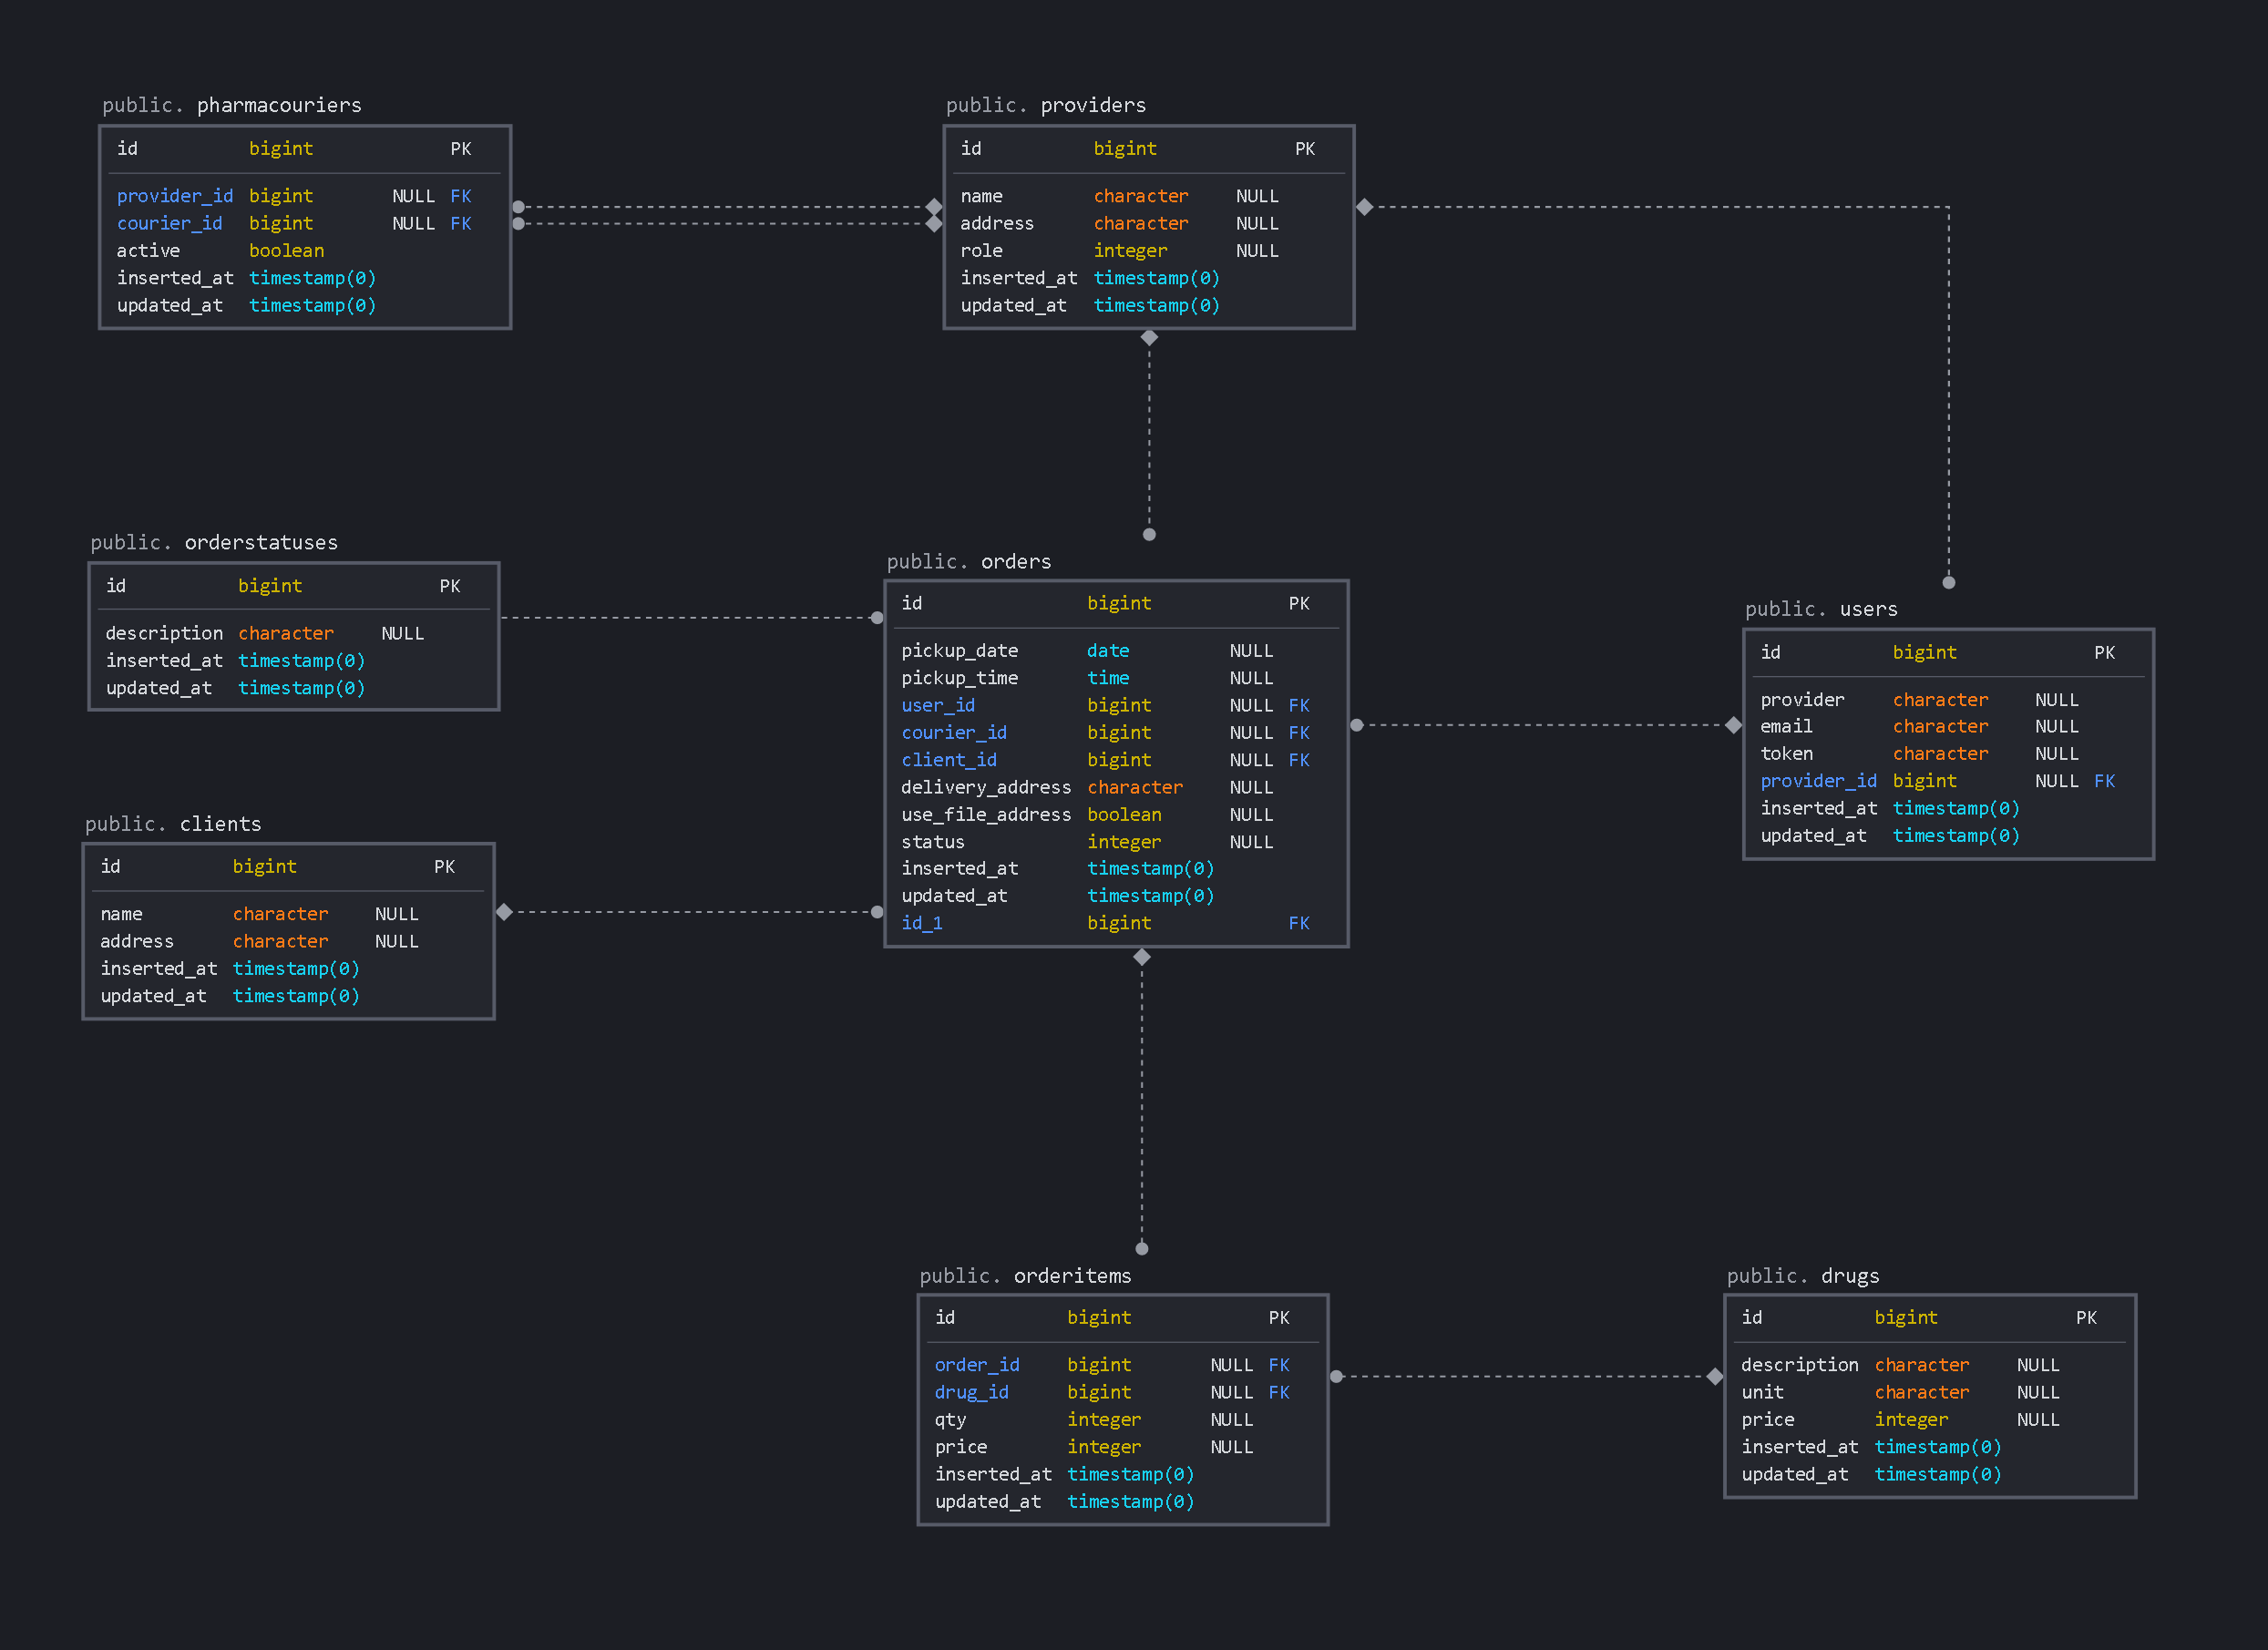 public. pharmacouriers
id bigint PK
provider_id bigint NULL FK
courier_id bigint NULL FK
active boolean
inserted_at timestamp(0)
updated_at timestamp(0)
public. providers
id bigint PK
name character NULL
address character NULL
role integer NULL
inserted_at timestamp(0)
updated_at timestamp(0)
public. orderstatuses
id bigint PK
description character NULL
inserted_at timestamp(0)
updated_at timestamp(0)
public. orders
id bigint PK
pickup_date date NULL
pickup_time time NULL
user_id bigint NULL FK
courier_id bigint NULL FK
client_id bigint NULL FK
delivery_address character NULL
use_file_address boolean NULL
status integer NULL
inserted_at timestamp(0)
updated_at timestamp(0)
id_1 bigint FK
public. users
id bigint PK
provider character NULL
email character NULL
token character NULL
provider_id bigint NULL FK
inserted_at timestamp(0)
updated_at timestamp(0)
public. clients
id bigint PK
name character NULL
address character NULL
inserted_at timestamp(0)
updated_at timestamp(0)
public. orderitems
id bigint PK
order_id bigint NULL FK
drug_id bigint NULL FK
qty integer NULL
price integer NULL
inserted_at timestamp(0)
updated_at timestamp(0)
public. drugs
id bigint PK
description character NULL
unit character NULL
price integer NULL
inserted_at timestamp(0)
updated_at timestamp(0)